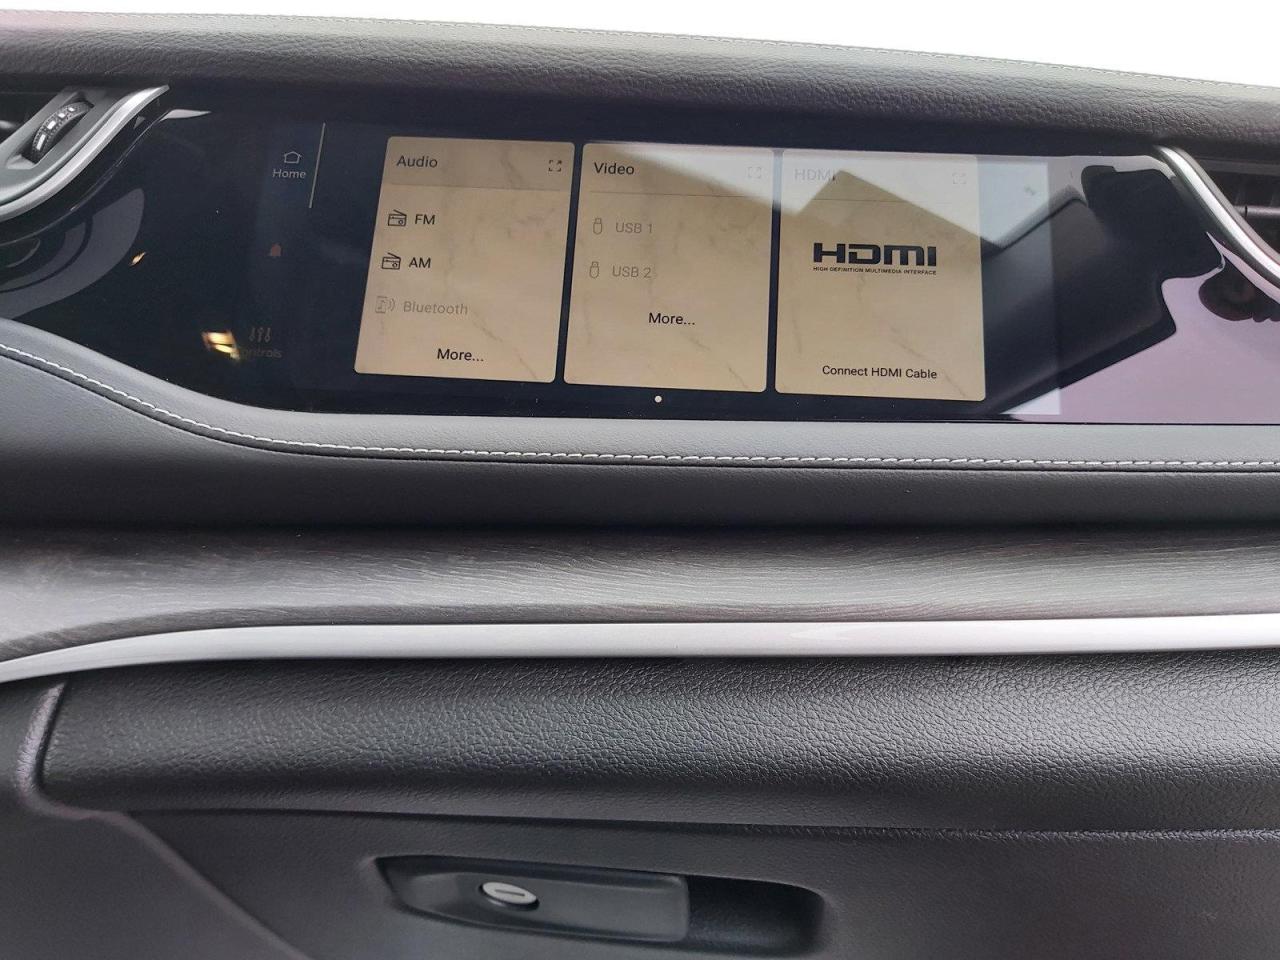 Home
Controls
Audio
FM
AM
Bluetooth
More...
Video
USB 1
USB 2
More...
HDMI
HDMI
HIGH DEFINITION MULTIMEDIA INTERFACE
Connect HDMI Cable